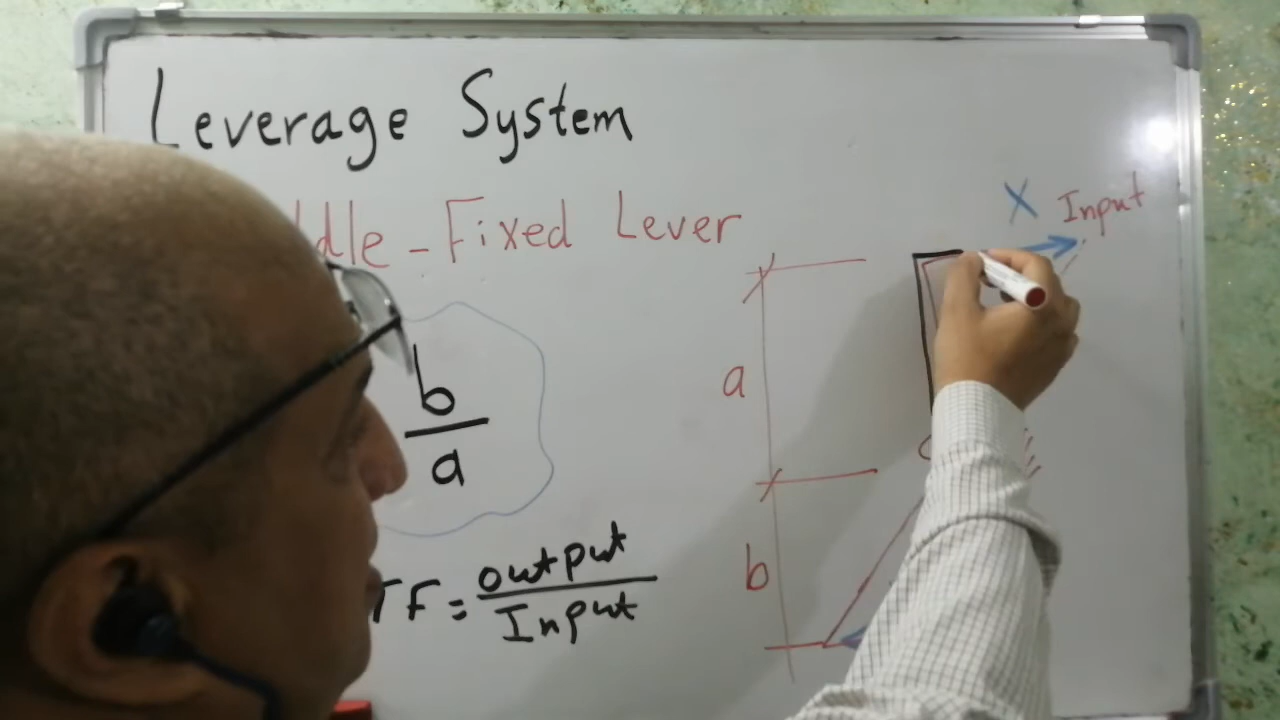 Leverage System
ddle-Fixed Lever
X Input
b
a
a
TF = output
Input
b